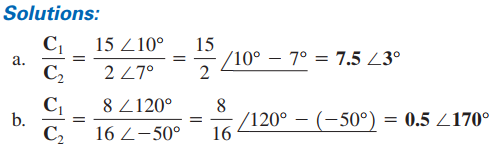 Solutions:
a. C₁/C₂ = 15 ∠10°/2 ∠7° = 15/2 ∠10° − 7° = 7.5 ∠3°
b. C₁/C₂ = 8 ∠120°/16 ∠−50° = 8/16 ∠120° − (−50°) = 0.5 ∠170°